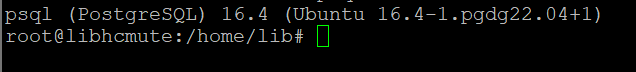 psql (PostgreSQL) 16.4 (Ubuntu 16.4-1.pgdg22.04+1)
root@libhcmute:/home/lib#